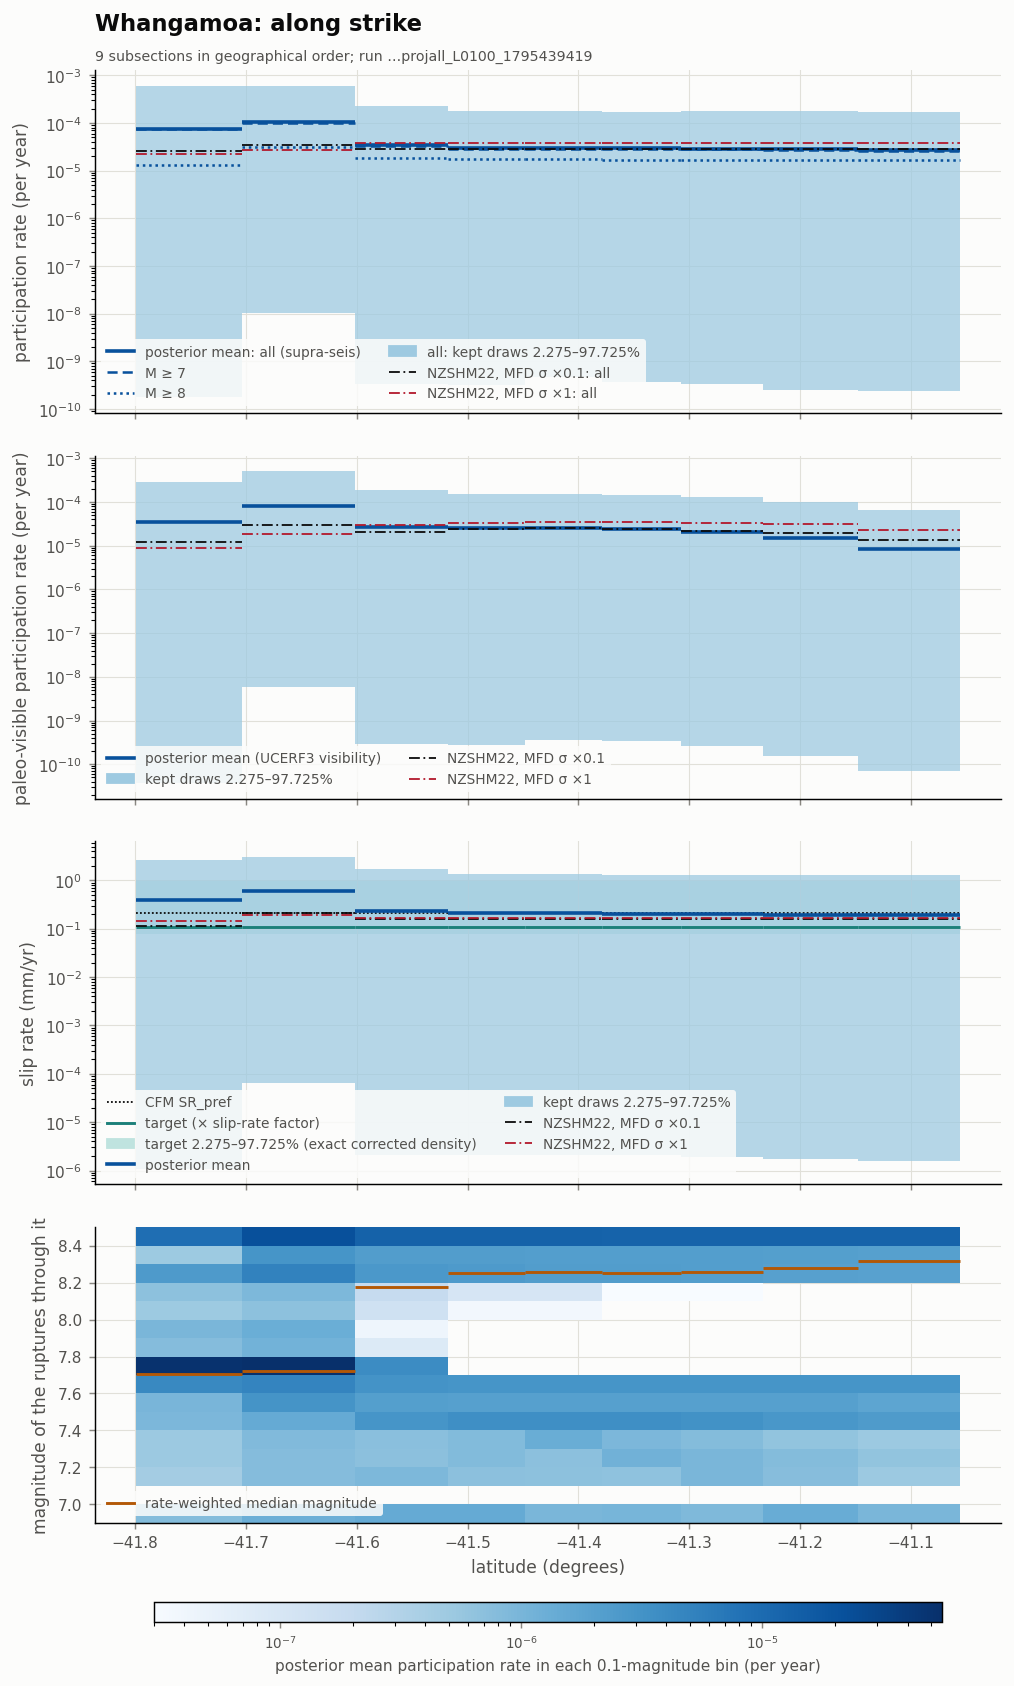 Whangamoa: along strike
9 subsections in geographical order; run ...projall_L0100_1795439419
participation rate (per year)
10⁻³
10⁻⁴
10⁻⁵
10⁻⁶
10⁻⁷
10⁻⁸
10⁻⁹
10⁻¹⁰
posterior mean: all (supra-seis)
M ≥ 7
M ≥ 8
all: kept draws 2.275–97.725%
NZSHM22, MFD σ ×0.1: all
NZSHM22, MFD σ ×1: all
paleo-visible participation rate (per year)
10⁻³
10⁻⁴
10⁻⁵
10⁻⁶
10⁻⁷
10⁻⁸
10⁻⁹
10⁻¹⁰
posterior mean (UCERF3 visibility)
kept draws 2.275–97.725%
NZSHM22, MFD σ ×0.1
NZSHM22, MFD σ ×1
slip rate (mm/yr)
10⁰
10⁻¹
10⁻²
10⁻³
10⁻⁴
10⁻⁵
10⁻⁶
CFM SR_pref
target (× slip-rate factor)
target 2.275–97.725% (exact corrected density)
posterior mean
kept draws 2.275–97.725%
NZSHM22, MFD σ ×0.1
NZSHM22, MFD σ ×1
magnitude of the ruptures through it
8.4
8.2
8.0
7.8
7.6
7.4
7.2
7.0
rate-weighted median magnitude
−41.8 −41.7 −41.6 −41.5 −41.4 −41.3 −41.2 −41.1
latitude (degrees)
10⁻⁷ 10⁻⁶ 10⁻⁵
posterior mean participation rate in each 0.1-magnitude bin (per year)